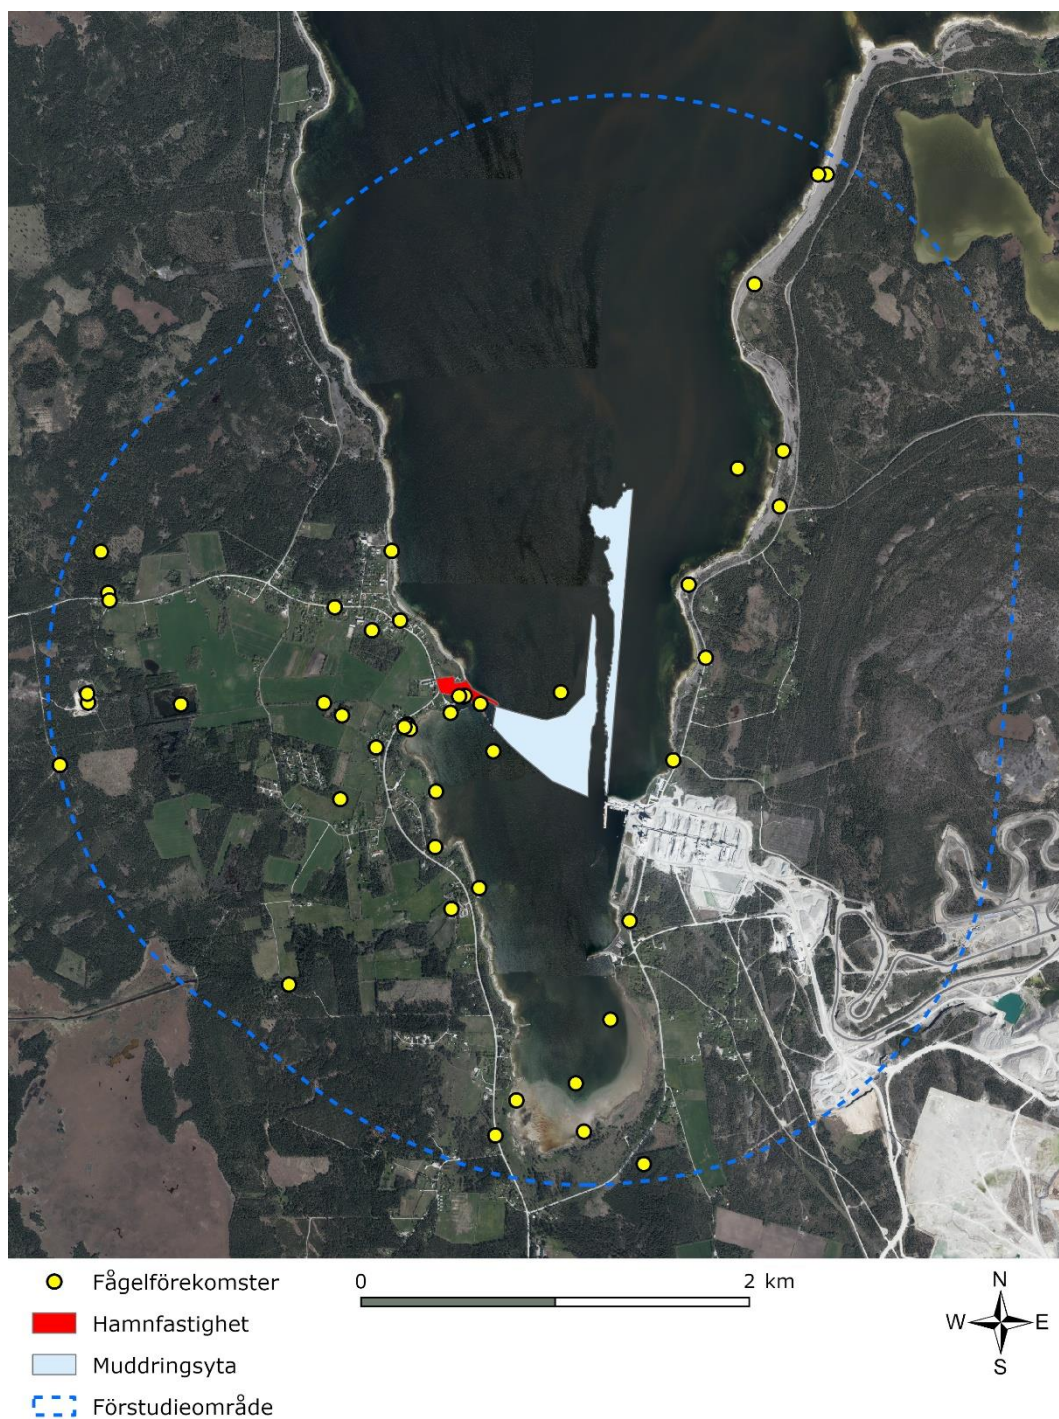 Fågelförekomster
Hamnfastighet
Muddringsyta
Förstudieområde
0 2 km
N
W E
S